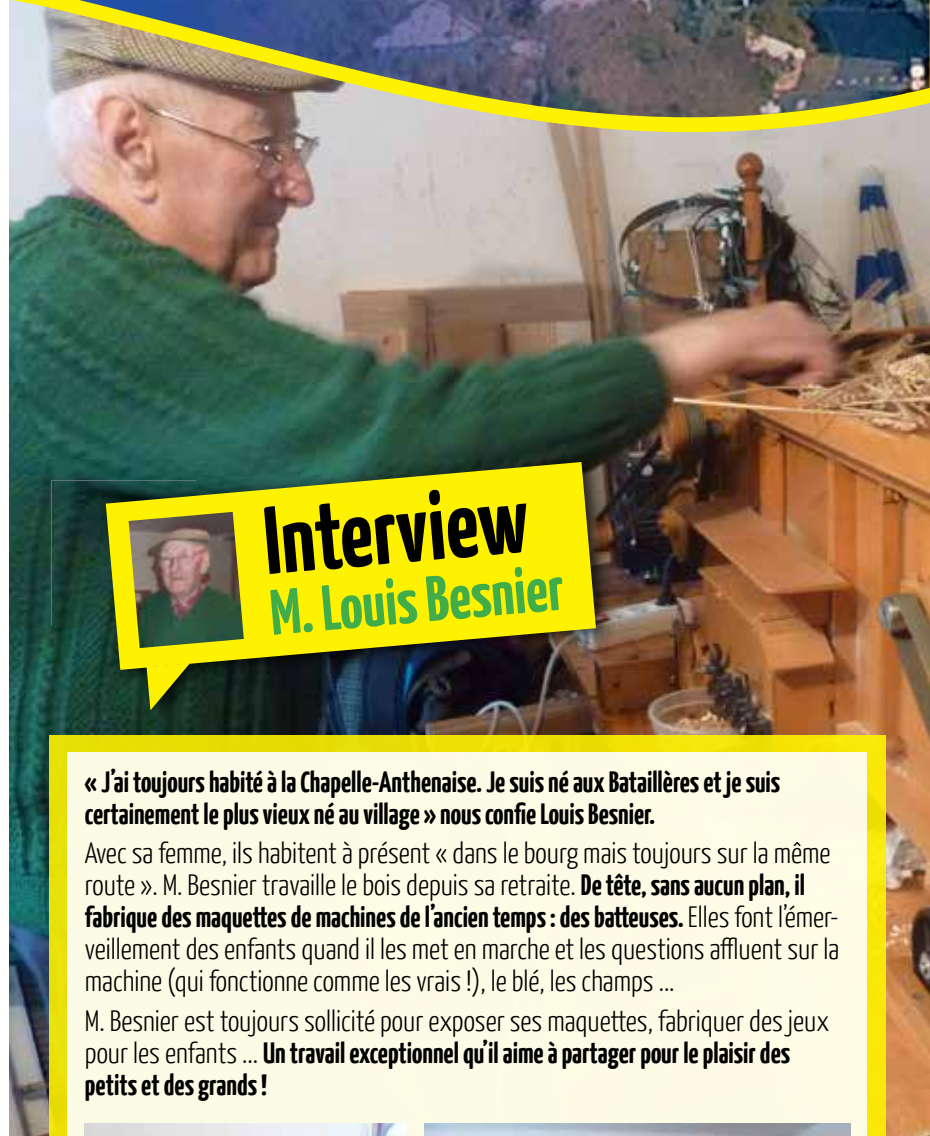 Interview
M. Louis Besnier
« J'ai toujours habité à la Chapelle-Anthenaise. Je suis né aux Bataillères et je suis
certainement le plus vieux né au village » nous confie Louis Besnier.
Avec sa femme, ils habitent à présent « dans le bourg mais toujours sur la même
route ». M. Besnier travaille le bois depuis sa retraite. De tête, sans aucun plan, il
fabrique des maquettes de machines de l'ancien temps : des batteuses. Elles font l'émer-
veillement des enfants quand il les met en marche et les questions affluent sur la
machine (qui fonctionne comme les vrais !), le blé, les champs ...
M. Besnier est toujours sollicité pour exposer ses maquettes, fabriquer des jeux
pour les enfants ... Un travail exceptionnel qu'il aime à partager pour le plaisir des
petits et des grands !